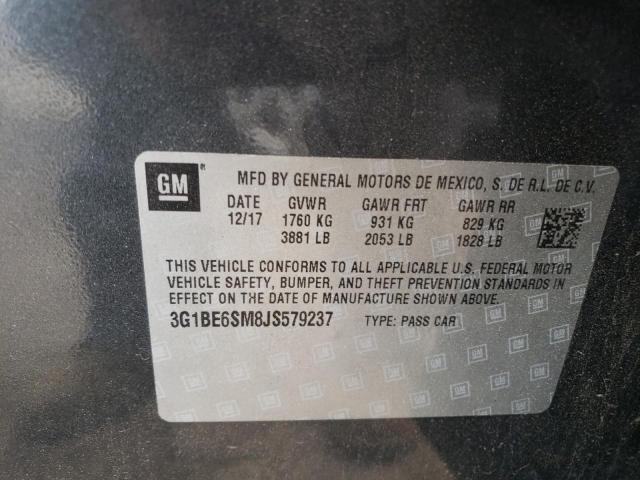 GM ®
MFD BY GENERAL MOTORS DE MEXICO, S. DE R.L. DE C.V.
DATE GVWR GAWR FRT GAWR RR
12/17 1760 KG 931 KG 829 KG
3881 LB 2053 LB 1828 LB
THIS VEHICLE CONFORMS TO ALL APPLICABLE U.S. FEDERAL MOTOR
VEHICLE SAFETY, BUMPER, AND THEFT PREVENTION STANDARDS IN
EFFECT ON THE DATE OF MANUFACTURE SHOWN ABOVE.
3G1BE6SM8JS579237 TYPE: PASS CAR